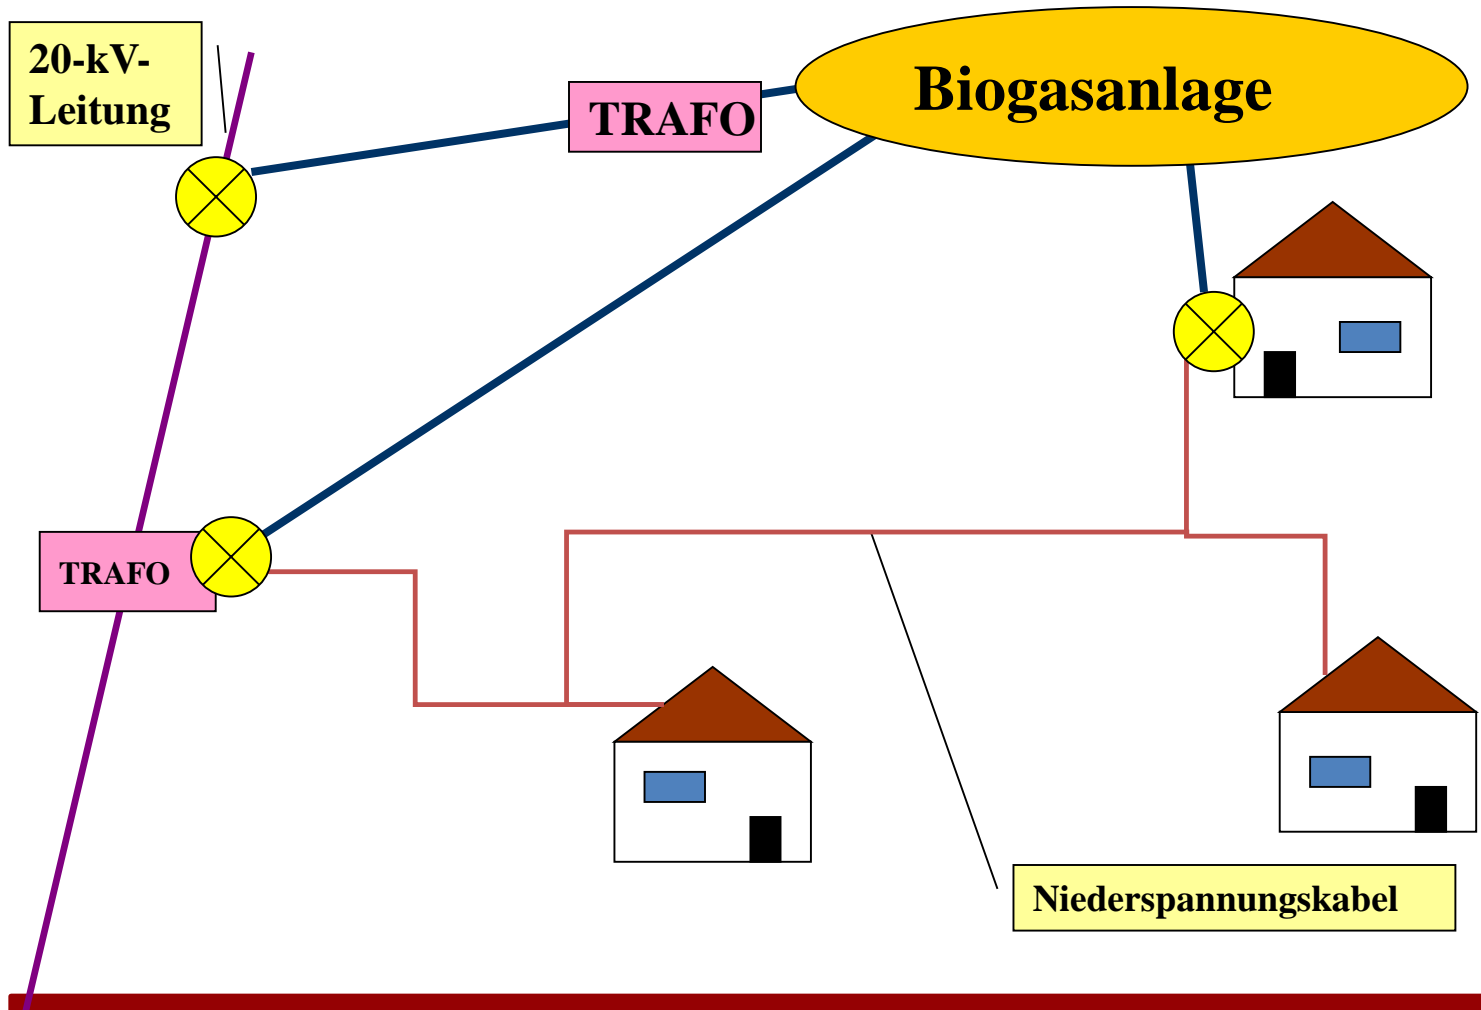 20-kV-
Leitung
TRAFO
Biogasanlage
TRAFO
Niederspannungskabel